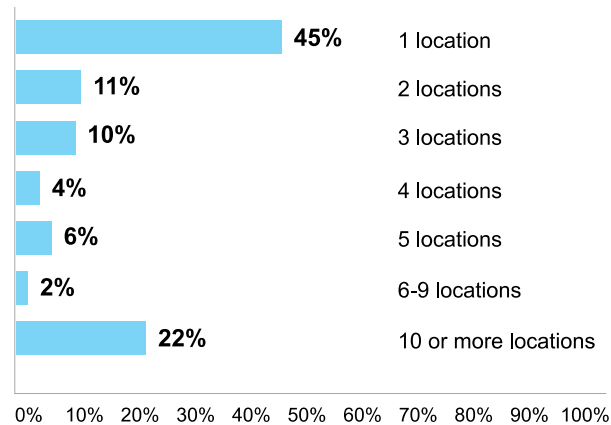 45% 1 location
11% 2 locations
10% 3 locations
4% 4 locations
6% 5 locations
2% 6-9 locations
22% 10 or more locations
0% 10% 20% 30% 40% 50% 60% 70% 80% 90% 100%